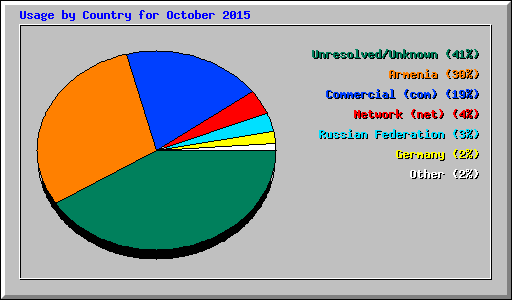 Usage by Country for October 2015
Unresolved/Unknown (41%)
Armenia (30%)
Commercial (com) (19%)
Network (net) (4%)
Russian Federation (3%)
Germany (2%)
Other (2%)